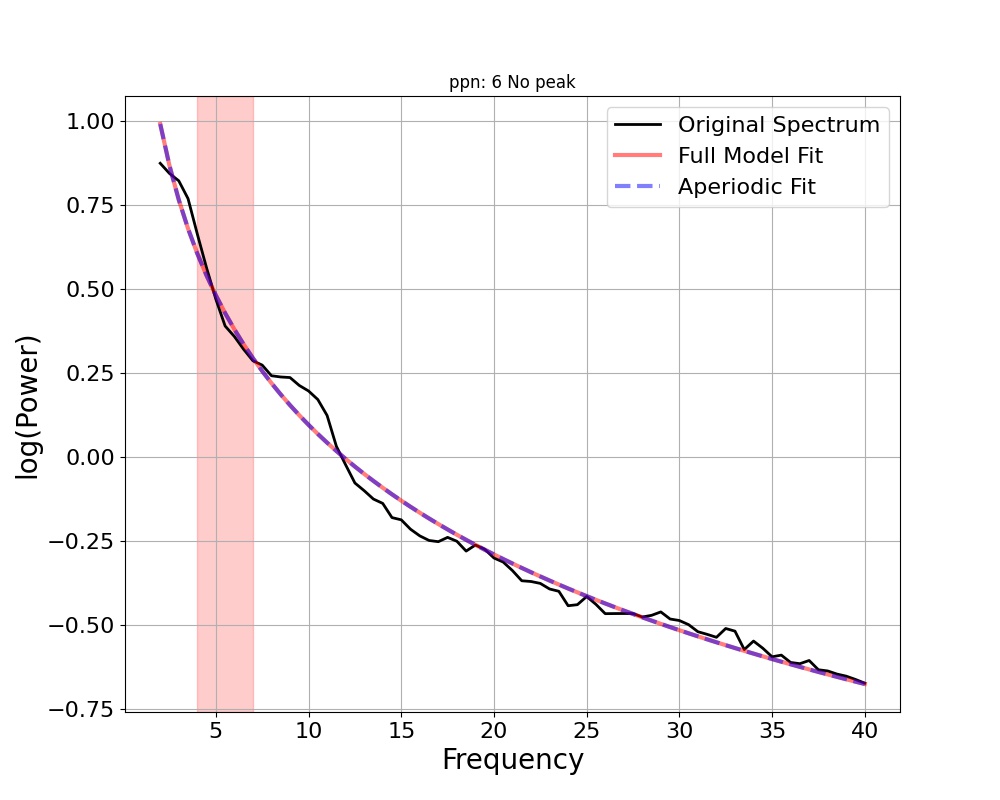 ppn: 6 No peak
Original Spectrum
Full Model Fit
Aperiodic Fit
log(Power)
1.00
0.75
0.50
0.25
0.00
−0.25
−0.50
−0.75
5 10 15 20 25 30 35 40
Frequency